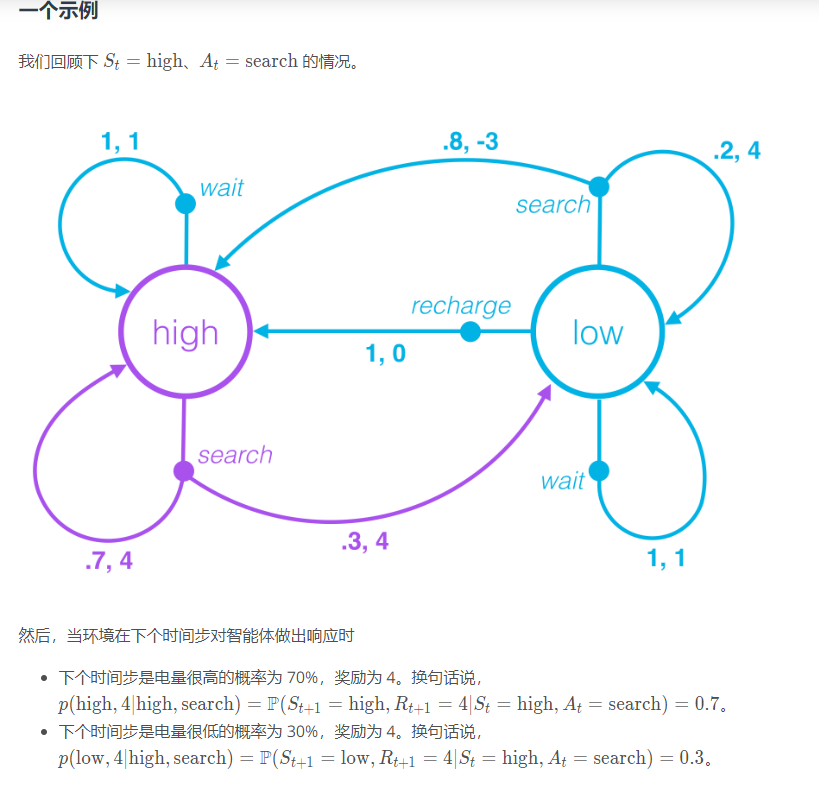 一个示例
我们回顾下 S_t = high、A_t = search 的情况。
1, 1
.8, -3
.2, 4
wait
search
recharge
high
low
1, 0
search
wait
.3, 4
.7, 4
1, 1
然后，当环境在下个时间步对智能体做出响应时
• 下个时间步是电量很高的概率为 70%，奖励为 4。换句话说，
p(high, 4|high, search) = ℙ(S_{t+1} = high, R_{t+1} = 4|S_t = high, A_t = search) = 0.7。
• 下个时间步是电量很低的概率为 30%，奖励为 4。换句话说，
p(low, 4|high, search) = ℙ(S_{t+1} = low, R_{t+1} = 4|S_t = high, A_t = search) = 0.3。